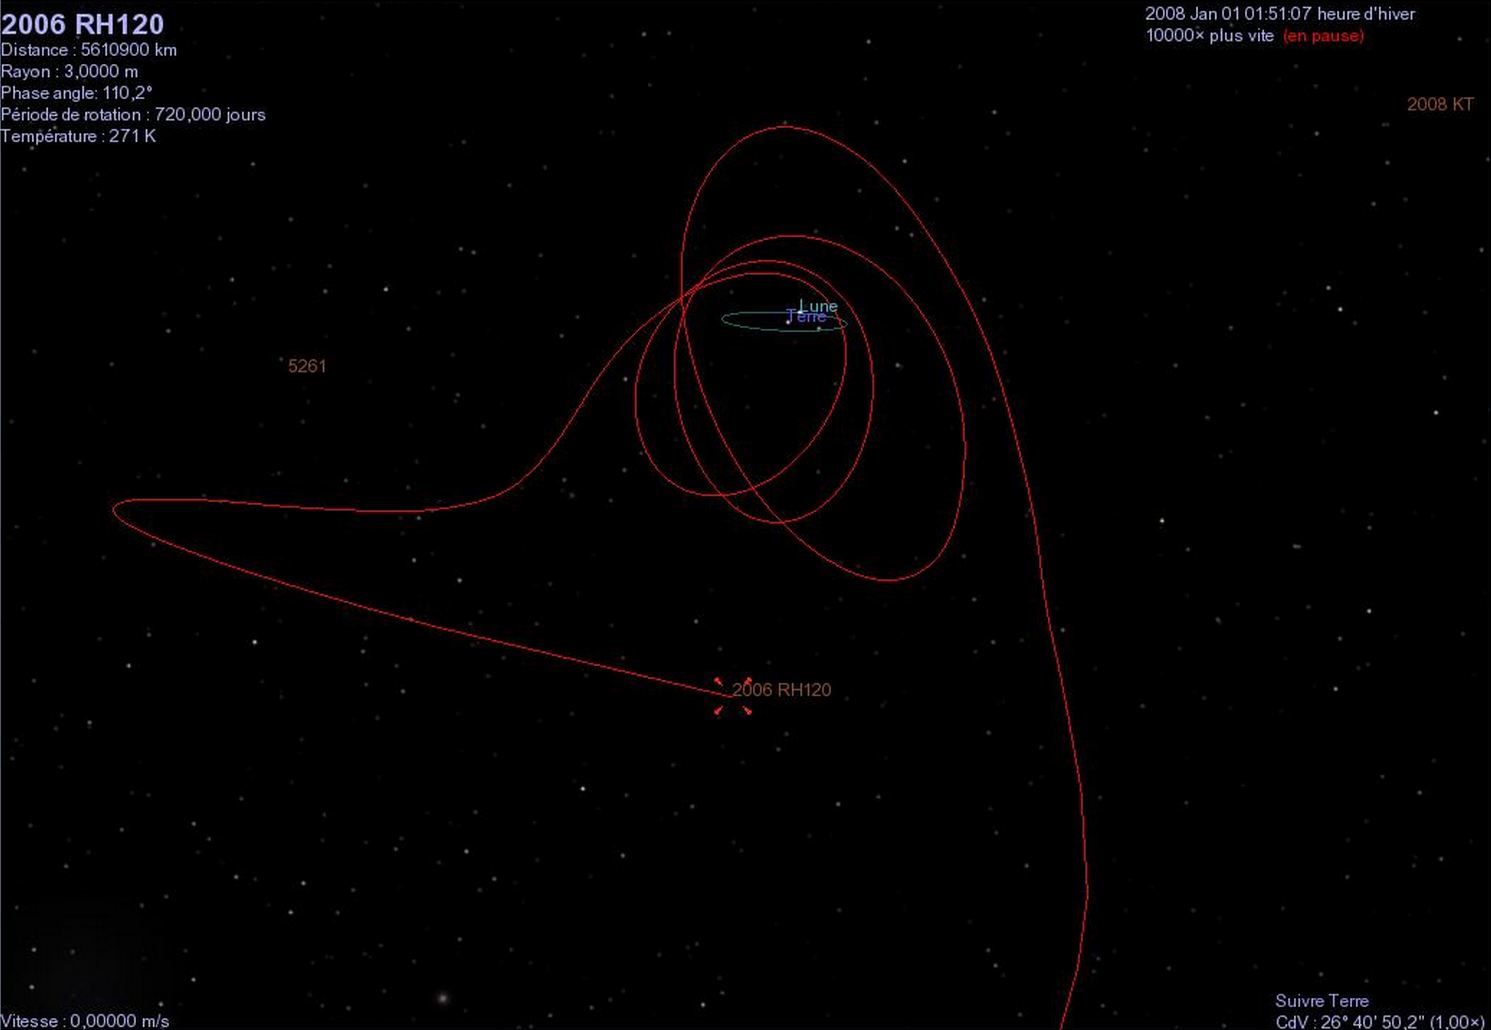 2006 RH120
Distance : 5610900 km
Rayon : 3,0000 m
Phase angle: 110,2°
Période de rotation : 720,000 jours
Température : 271 K
2008 Jan 01 01:51:07 heure d'hiver
10000× plus vite (en pause)
2008 KT
Lune
Terre
5261
2006 RH120
Vitesse : 0,00000 m/s
Suivre Terre
CdV : 26° 40' 50,2" (1,00×)